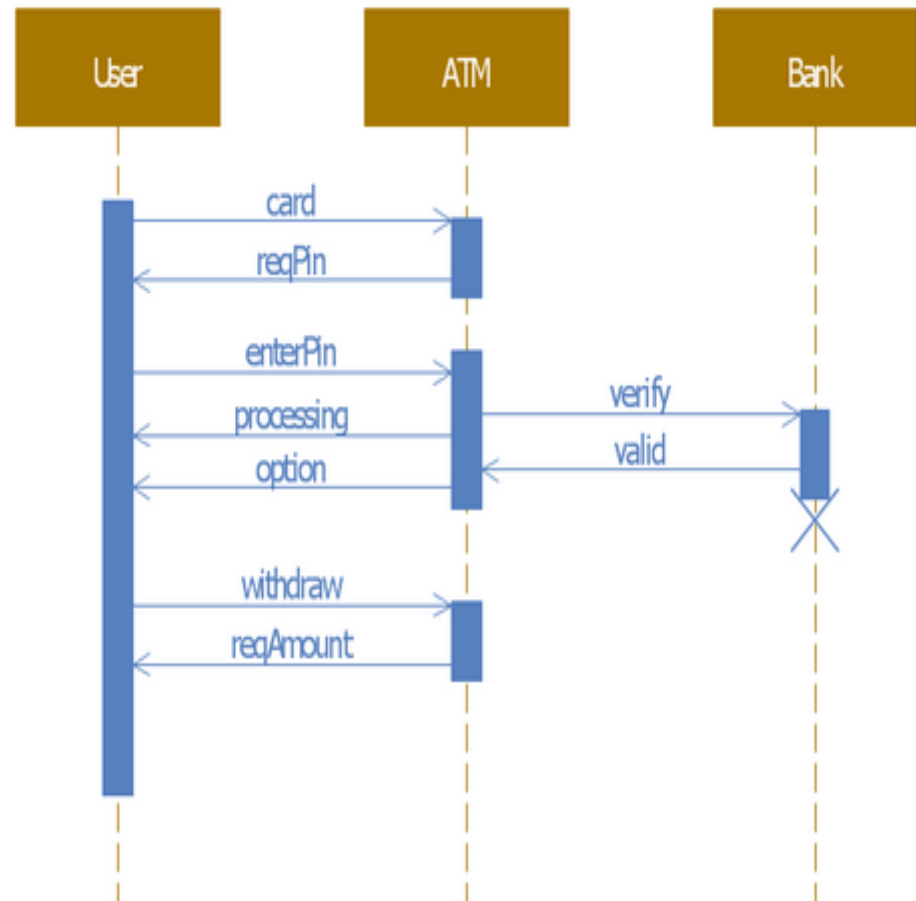 User
ATM
Bank
card
reqPin
enterPin
verify
processing
valid
option
withdraw
reqAmount